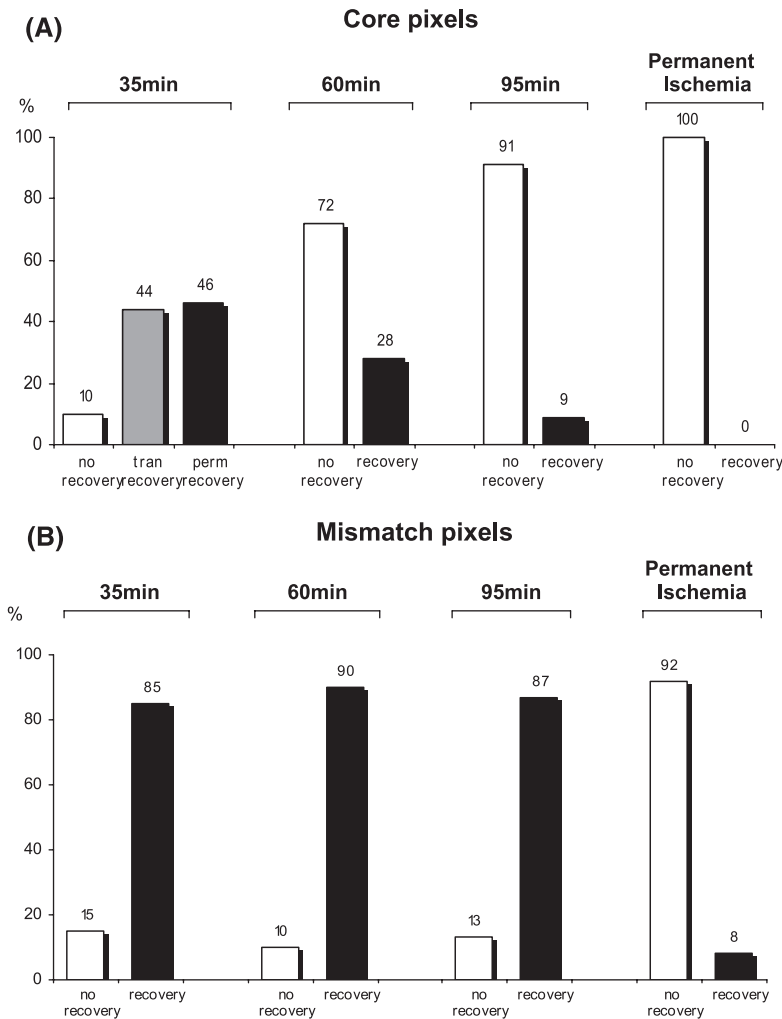 (A)
Core pixels
35min 60min 95min Permanent
Ischemia
%
100
80
60
40
20
0
10 44 46 72 28 91 9 100 0
no tran perm no recovery no recovery no recovery
recovery recovery recovery recovery recovery recovery
(B)
Mismatch pixels
35min 60min 95min Permanent
Ischemia
%
100
80
60
40
20
0
15 85 10 90 13 87 92 8
no recovery no recovery no recovery no recovery
recovery recovery recovery recovery